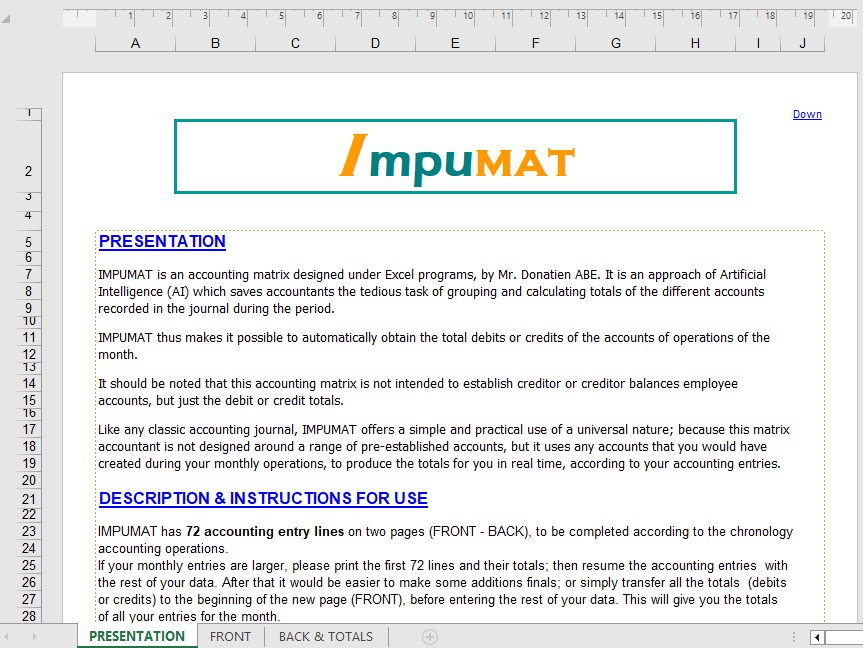 1 2 3 4 5 6 7 8 9 10 11 12 13 14 15 16 17 18 19 20
A B C D E F G H I J
1
Down
2
ImpuMAT
3
4
5 PRESENTATION
6
7 IMPUMAT is an accounting matrix designed under Excel programs, by Mr. Donatien ABE. It is an approach of Artificial
8 Intelligence (AI) which saves accountants the tedious task of grouping and calculating totals of the different accounts
9 recorded in the journal during the period.
10
11 IMPUMAT thus makes it possible to automatically obtain the total debits or credits of the accounts of operations of the
12 month.
13
14 It should be noted that this accounting matrix is not intended to establish creditor or creditor balances employee
15 accounts, but just the debit or credit totals.
16
17 Like any classic accounting journal, IMPUMAT offers a simple and practical use of a universal nature; because this matrix
18 accountant is not designed around a range of pre-established accounts, but it uses any accounts that you would have
19 created during your monthly operations, to produce the totals for you in real time, according to your accounting entries.
20
21 DESCRIPTION & INSTRUCTIONS FOR USE
22
23 IMPUMAT has 72 accounting entry lines on two pages (FRONT - BACK), to be completed according to the chronology
24 accounting operations.
25 If your monthly entries are larger, please print the first 72 lines and their totals; then resume the accounting entries with
26 the rest of your data. After that it would be easier to make some additions finals; or simply transfer all the totals (debits
27 or credits) to the beginning of the new page (FRONT), before entering the rest of your data. This will give you the totals
28 of all your entries for the month.
PRESENTATION FRONT BACK & TOTALS